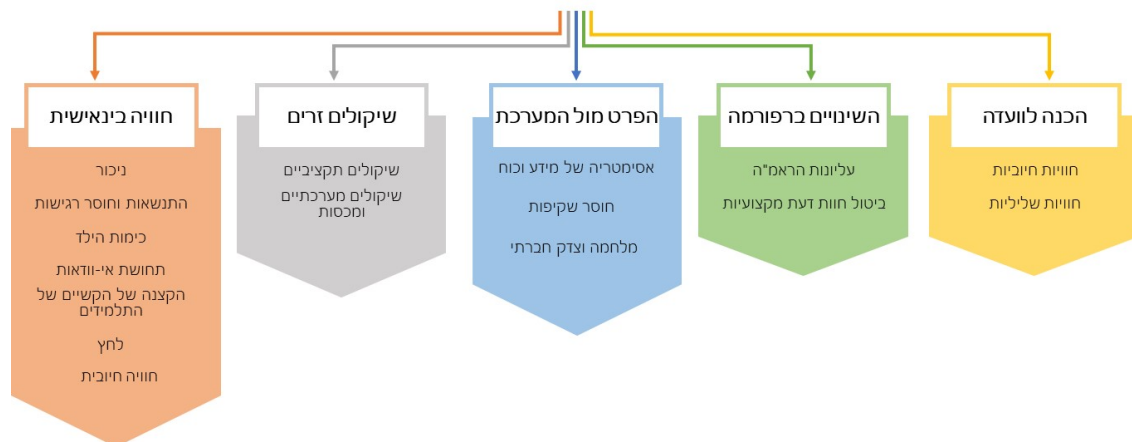 הכנה לוועדה
חוויות חיוביות
חוויות שליליות
השינויים ברפורמה
עליונות הראמ"ה
ביטול חוות דעת מקצועיות
הפרט מול המערכת
אסימטריה של מידע וכוח
חוסר שקיפות
מלחמה וצדק חברתי
שיקולים זרים
שיקולים תקציביים
שיקולים מערכתיים
ומכסות
חוויה בינאישית
ניכור
התנשאות וחוסר רגישות
כימות הילד
תחושת אי-וודאות
הקצנה של הקשיים של
התלמידים
לחץ
חוויה חיובית